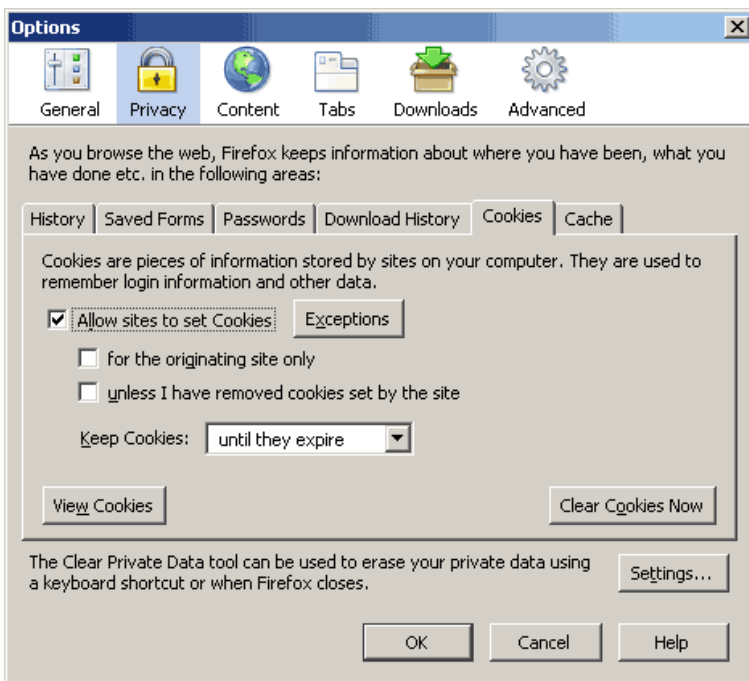 Options
General Privacy Content Tabs Downloads Advanced
As you browse the web, Firefox keeps information about where you have been, what you
have done etc. in the following areas:
History Saved Forms Passwords Download History Cookies Cache
Cookies are pieces of information stored by sites on your computer. They are used to
remember login information and other data.
Allow sites to set Cookies Exceptions
for the originating site only
unless I have removed cookies set by the site
Keep Cookies: until they expire
View Cookies Clear Cookies Now
The Clear Private Data tool can be used to erase your private data using
a keyboard shortcut or when Firefox closes.
Settings...
OK Cancel Help